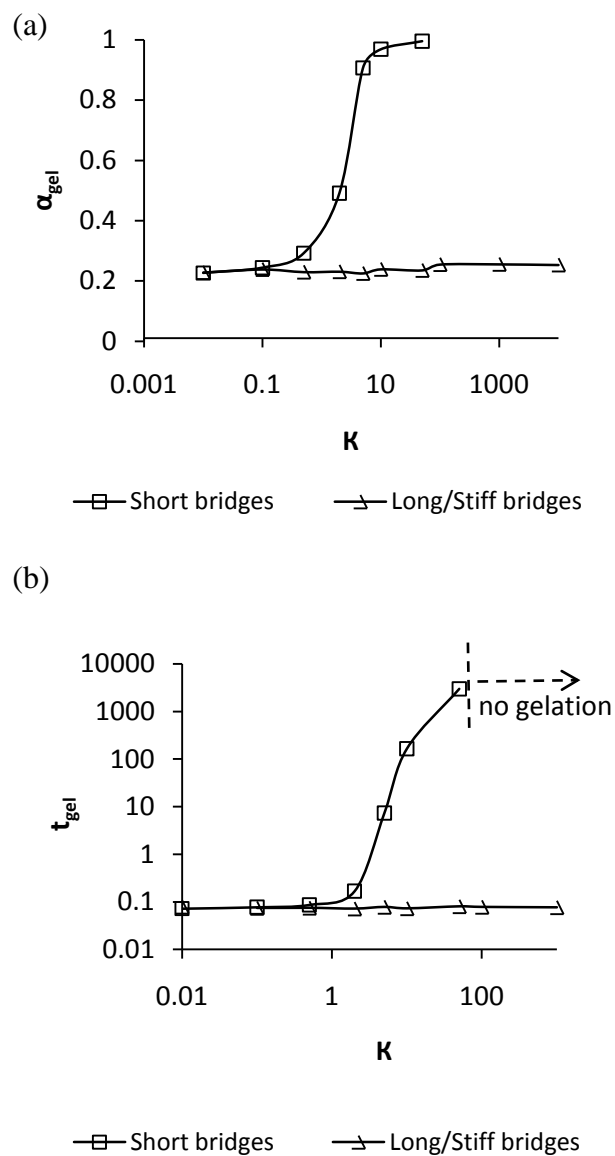 (a)
1
0.8
0.6
0.4
0.2
0
α_gel
0.001 0.1 10 1000
K
Short bridges Long/Stiff bridges
(b)
10000
1000
100
10
1
0.1
0.01
t_gel
no gelation
0.01 1 100
K
Short bridges Long/Stiff bridges